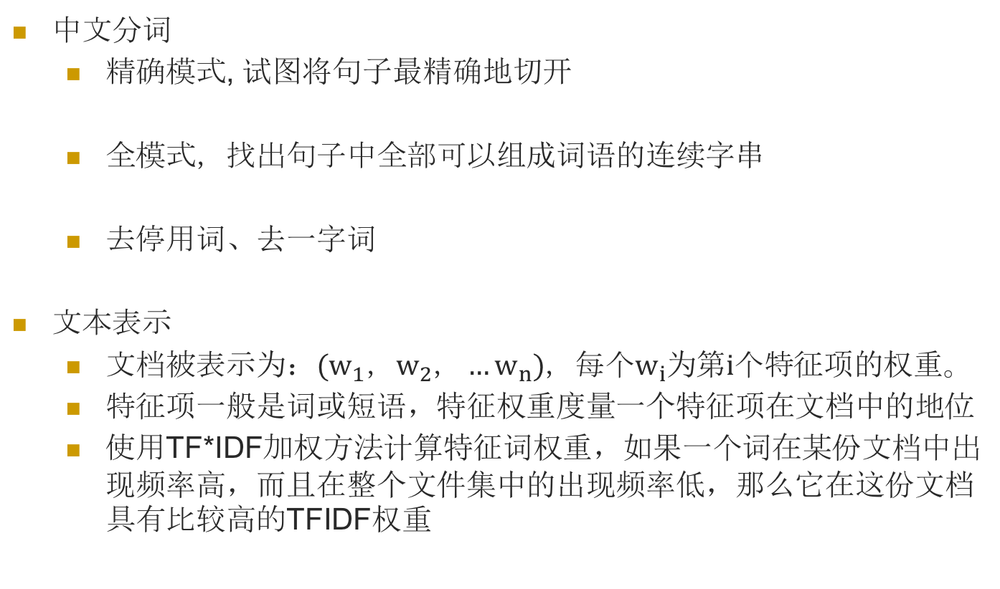 中文分词
精确模式, 试图将句子最精确地切开
全模式, 找出句子中全部可以组成词语的连续字串
去停用词、去一字词
文本表示
文档被表示为：(w₁, w₂, …wₙ), 每个wᵢ为第i个特征项的权重。
特征项一般是词或短语，特征权重度量一个特征项在文档中的地位
使用TF*IDF加权方法计算特征词权重，如果一个词在某份文档中出
现频率高，而且在整个文件集中的出现频率低，那么它在这份文档
具有比较高的TFIDF权重